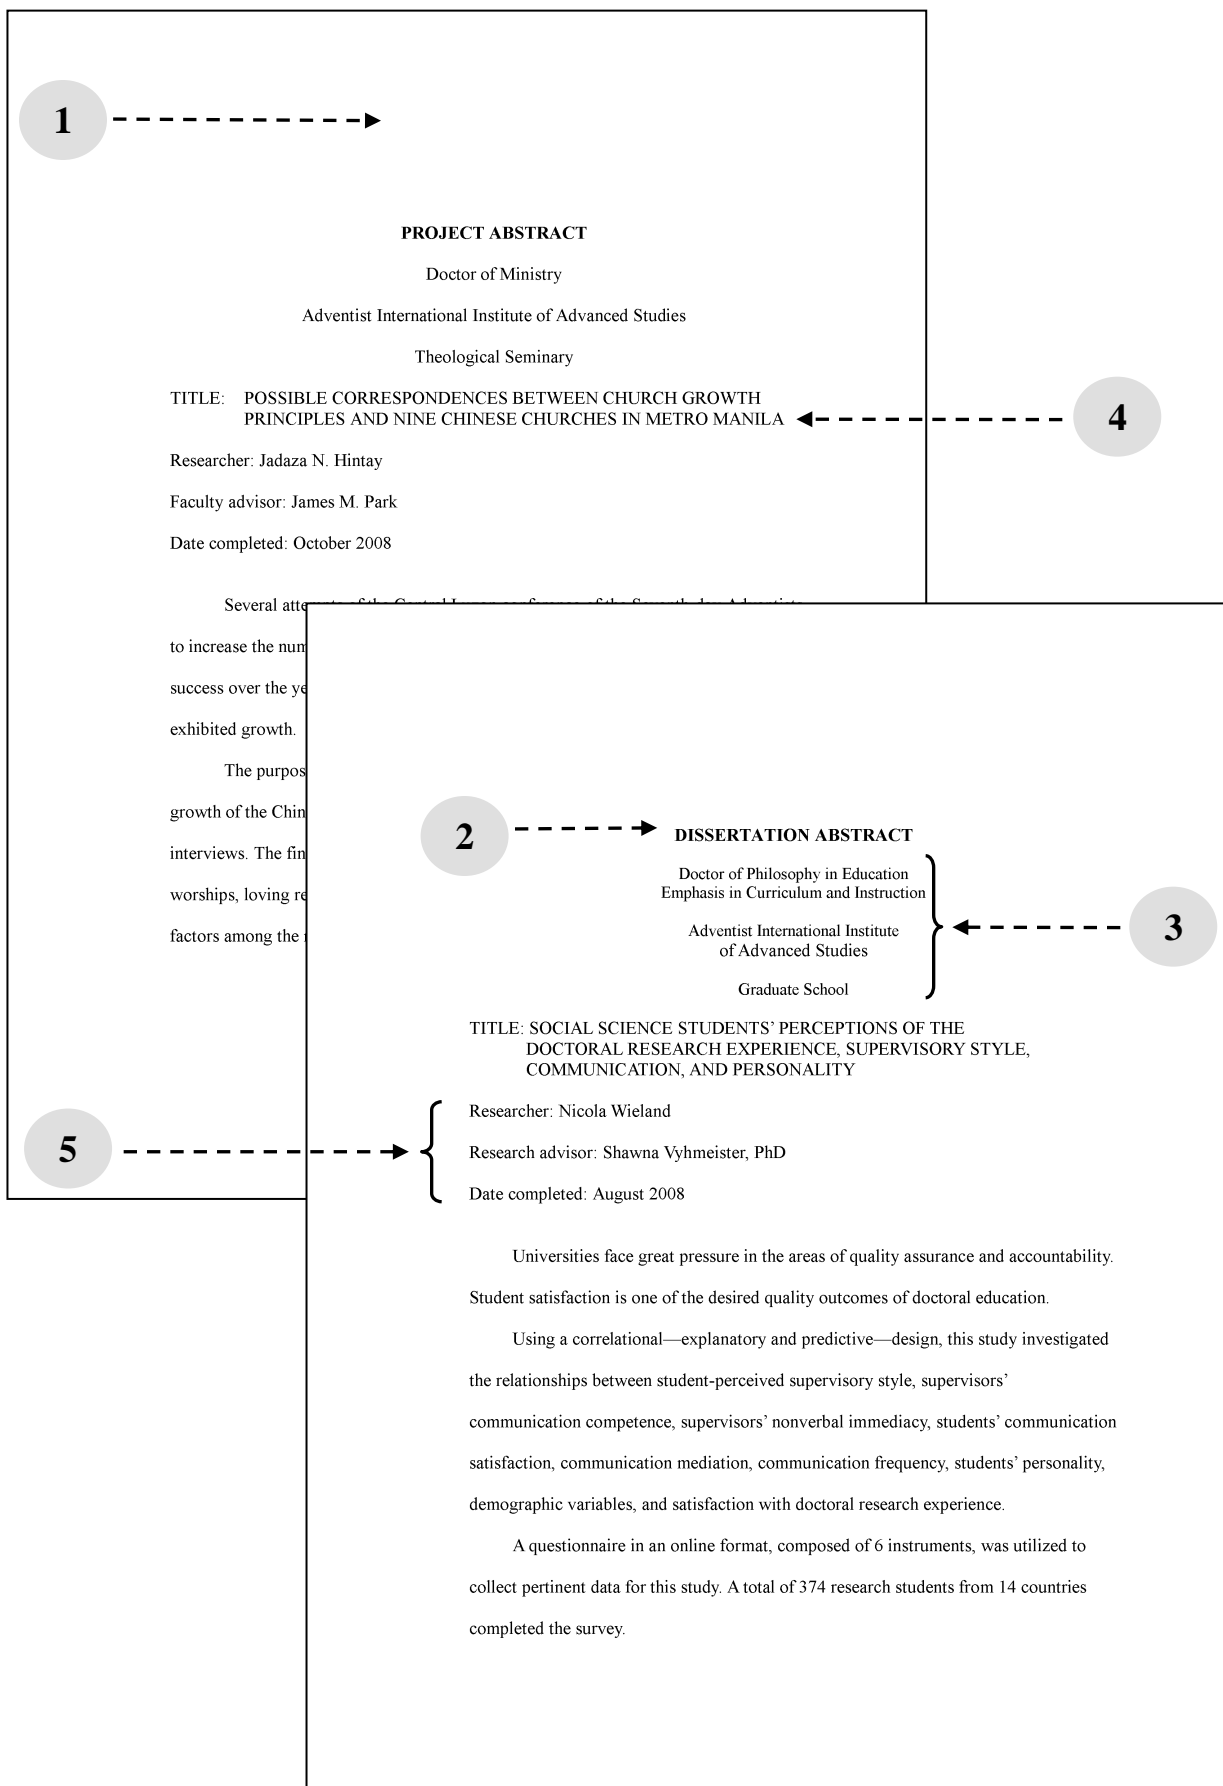 1
PROJECT ABSTRACT
Doctor of Ministry
Adventist International Institute of Advanced Studies
Theological Seminary
TITLE: POSSIBLE CORRESPONDENCES BETWEEN CHURCH GROWTH
PRINCIPLES AND NINE CHINESE CHURCHES IN METRO MANILA
4
Researcher: Jadaza N. Hintay
Faculty advisor: James M. Park
Date completed: October 2008
Several
to increase the
success over the
exhibited growth.
The
growth of the
interviews. The
worships, loving
factors among the
2
DISSERTATION ABSTRACT
Doctor of Philosophy in Education
Emphasis in Curriculum and Instruction
Adventist International Institute
of Advanced Studies
Graduate School
3
TITLE: SOCIAL SCIENCE STUDENTS’ PERCEPTIONS OF THE
DOCTORAL RESEARCH EXPERIENCE, SUPERVISORY STYLE,
COMMUNICATION, AND PERSONALITY
5
Researcher: Nicola Wieland
Research advisor: Shawna Vyhmeister, PhD
Date completed: August 2008
Universities face great pressure in the areas of quality assurance and accountability.
Student satisfaction is one of the desired quality outcomes of doctoral education.
Using a correlational—explanatory and predictive—design, this study investigated
the relationships between student-perceived supervisory style, supervisors’
communication competence, supervisors’ nonverbal immediacy, students’ communication
satisfaction, communication mediation, communication frequency, students’ personality,
demographic variables, and satisfaction with doctoral research experience.
A questionnaire in an online format, composed of 6 instruments, was utilized to
collect pertinent data for this study. A total of 374 research students from 14 countries
completed the survey.